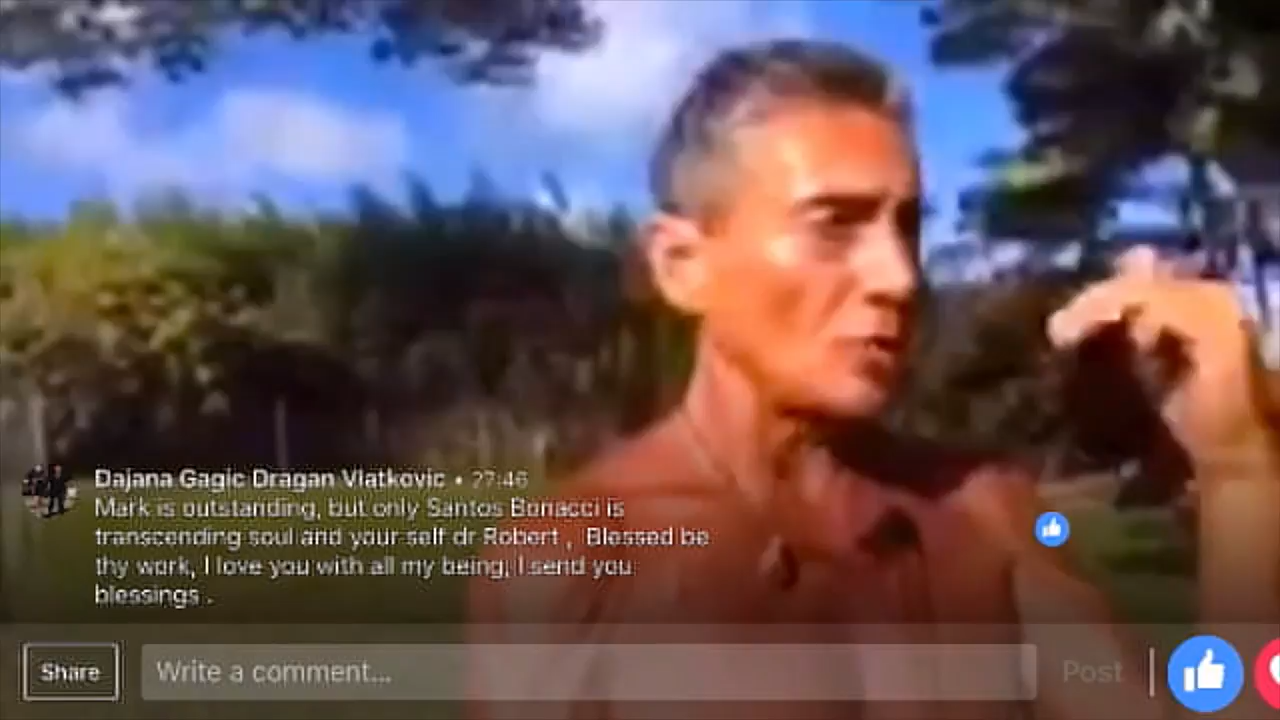 Dajana Gagic Dragan Vlatkovic • 27:46
Mark is outstanding, but only Santos Bonacci is
transcending soul and your self dr Robert , Blessed be
thy work, I love you with all my being, I send you
blessings .
Share
Write a comment...
Post